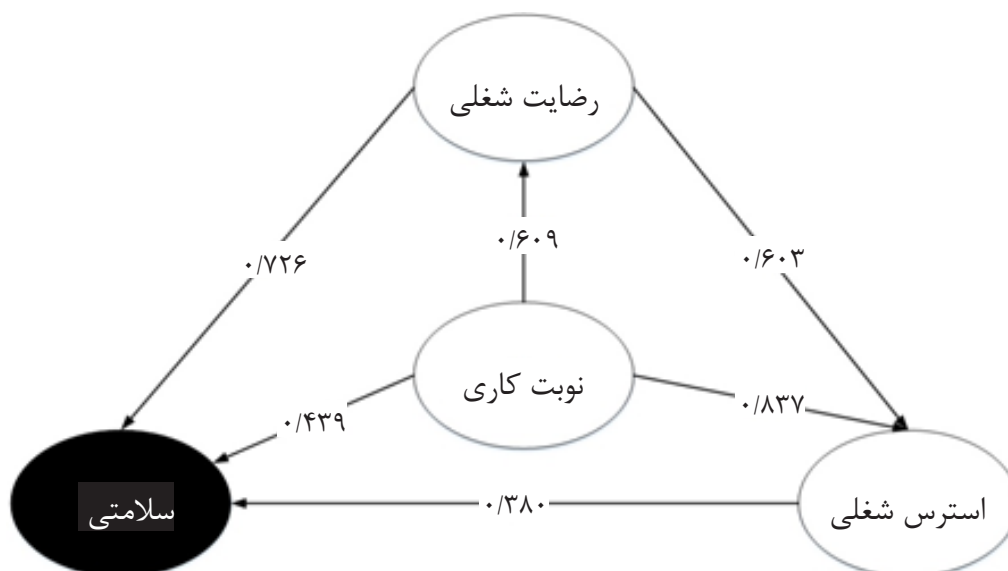 رضایت شغلی
۰/۶۰۹
۰/۶۰۳
۰/۷۲۶
نوبت کاری
۰/۸۳۷
۰/۴۳۹
استرس شغلی
۰/۳۸۰
سلامتی